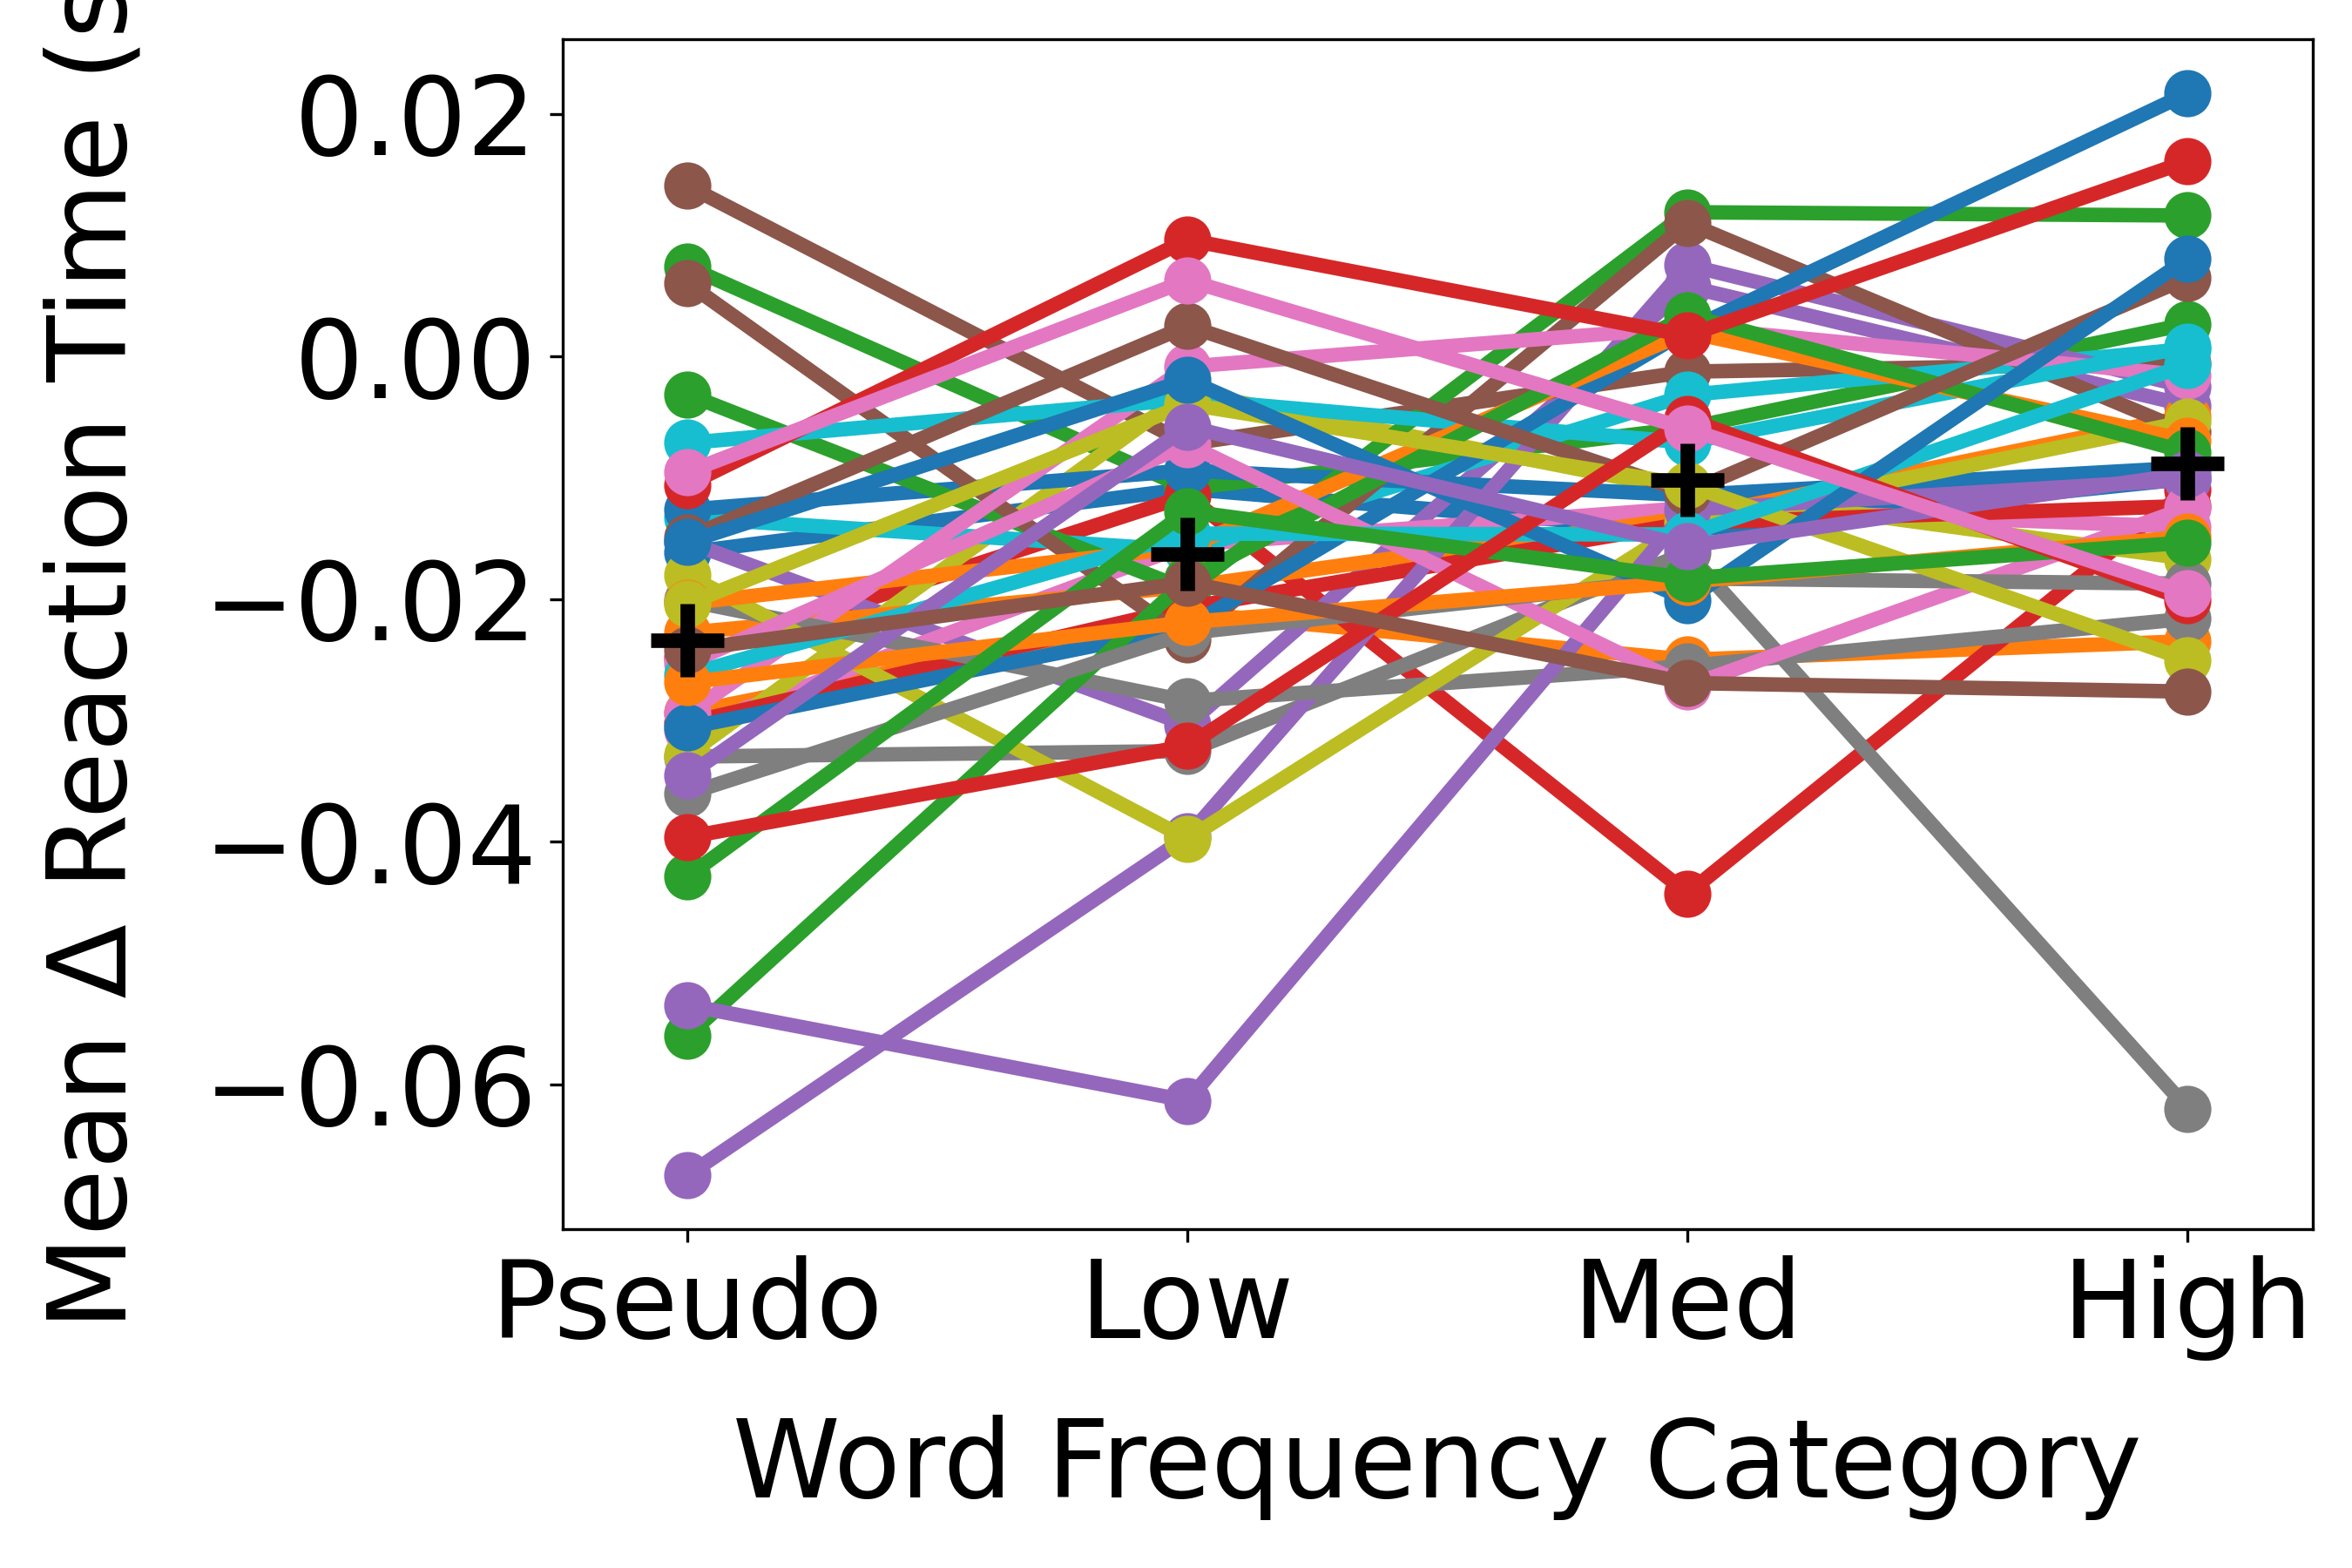 Mean Δ Reaction Time (s
0.02
0.00
−0.02
−0.04
−0.06
Pseudo Low Med High
Word Frequency Category